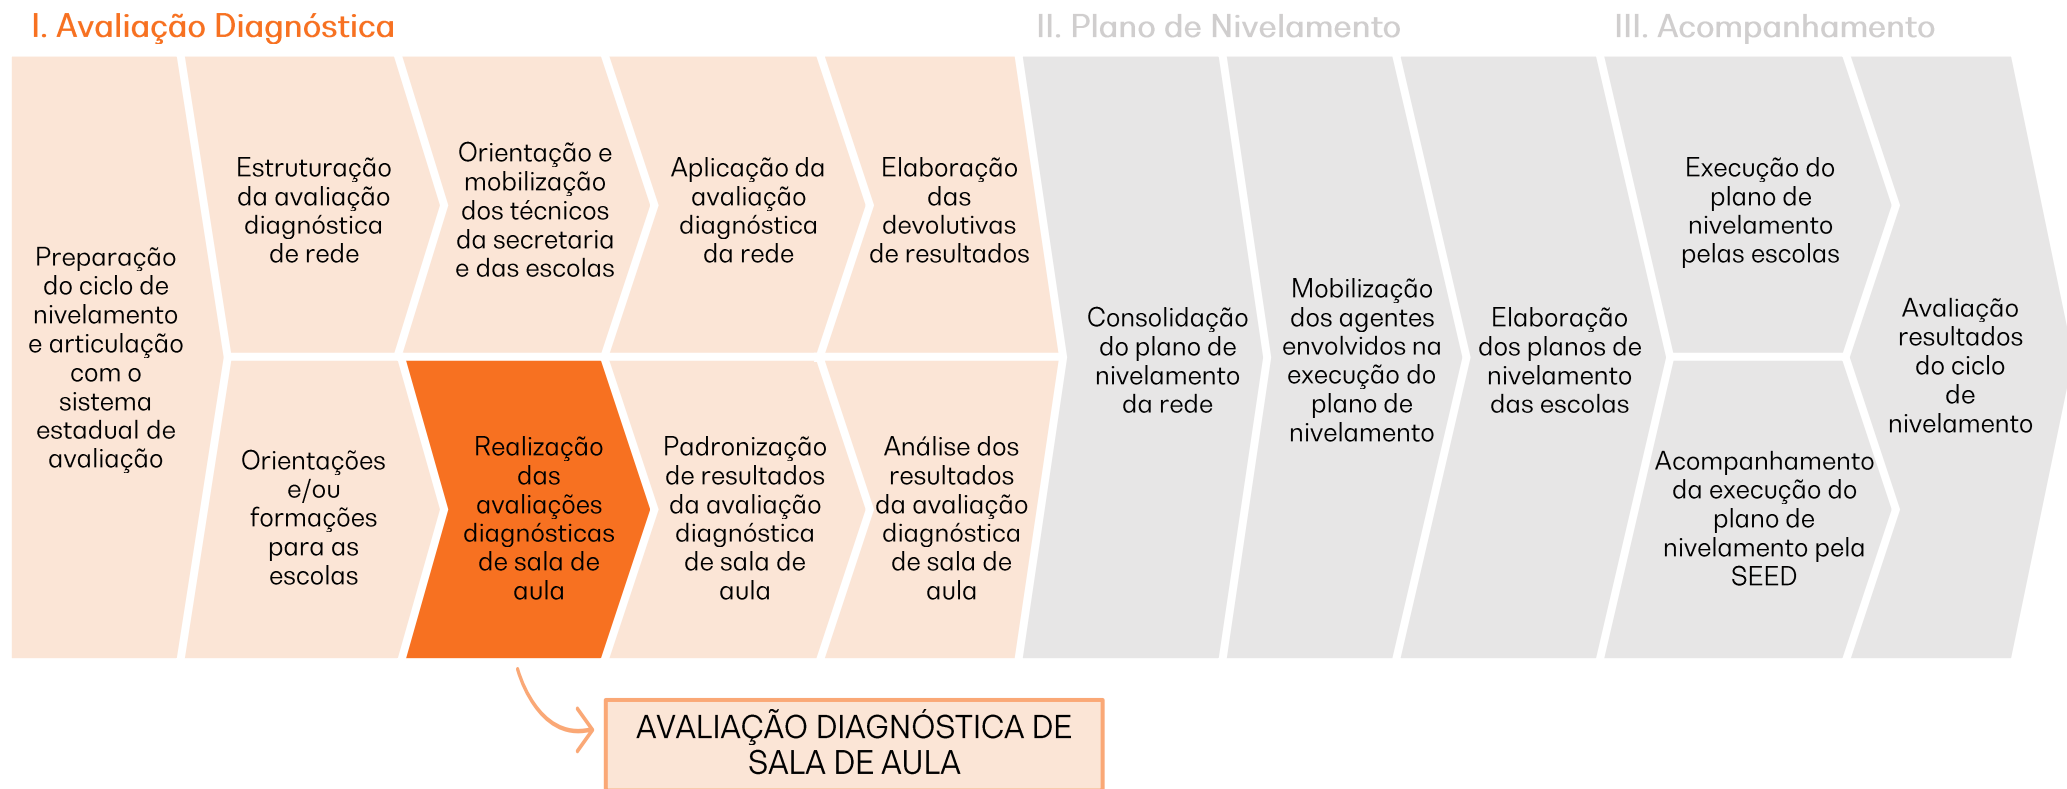 I. Avaliação Diagnóstica
II. Plano de Nivelamento
III. Acompanhamento
Preparação
do ciclo de
nivelamento
e articulação
com o
sistema
estadual de
avaliação
Estruturação
da avaliação
diagnóstica
de rede
Orientação e
mobilização
dos técnicos
da secretaria
e das escolas
Aplicação da
avaliação
diagnóstica
da rede
Elaboração
das
devolutivas
de resultados
Orientações
e/ou
formações
para as
escolas
Realização
das
avaliações
diagnósticas
de sala de
aula
Padronização
de resultados
da avaliação
diagnóstica
de sala de
aula
Análise dos
resultados
da avaliação
diagnóstica
de sala de
aula
Consolidação
do plano de
nivelamento
da rede
Mobilização
dos agentes
envolvidos na
execução do
plano de
nivelamento
Elaboração
dos planos de
nivelamento
das escolas
Execução do
plano de
nivelamento
pelas escolas
Acompanhamento
da execução do
plano de
nivelamento pela
SEED
Avaliação
resultados
do ciclo
de
nivelamento
AVALIAÇÃO DIAGNÓSTICA DE
SALA DE AULA